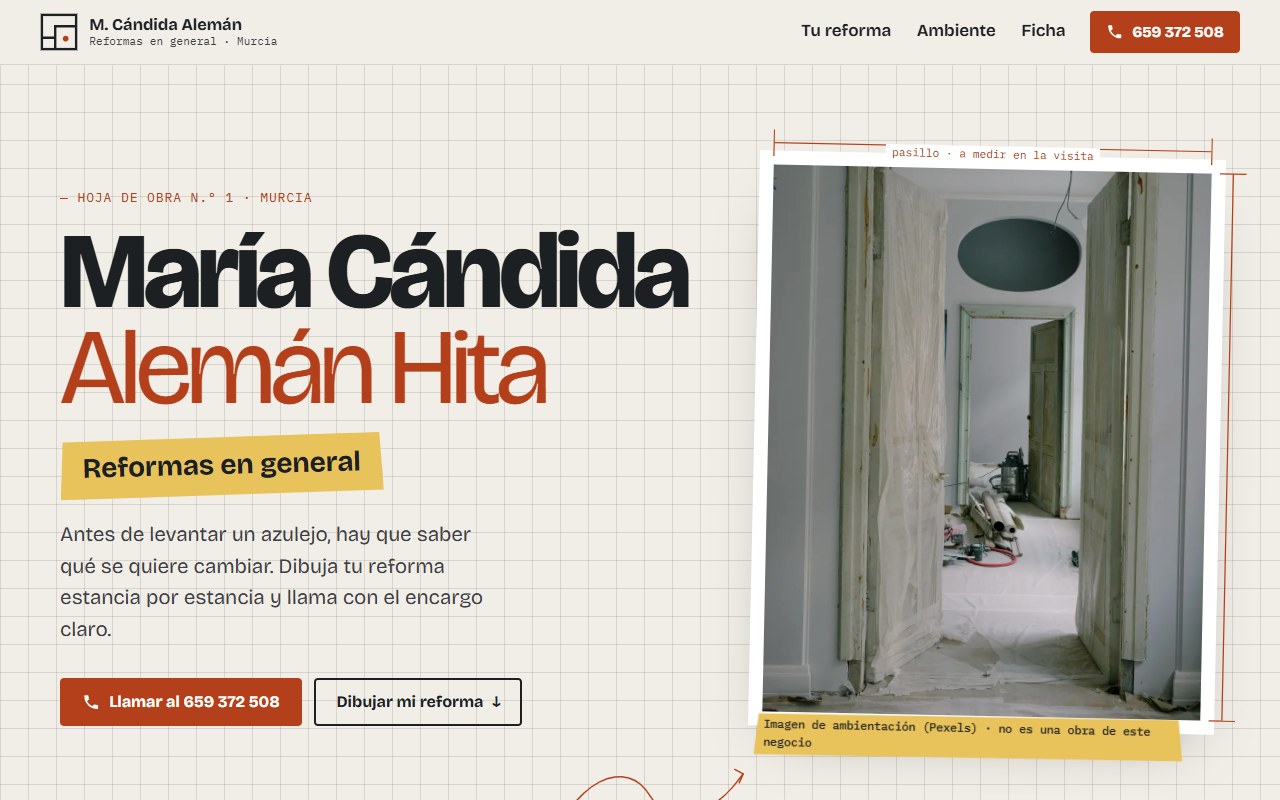 M. Cándida Alemán
Reformas en general · Murcia
Tu reforma
Ambiente
Ficha
659 372 508
pasillo · a medir en la visita
— HOJA DE OBRA N.º 1 · MURCIA
María Cándida
Alemán Hita
Reformas en general
Antes de levantar un azulejo, hay que saber
qué se quiere cambiar. Dibuja tu reforma
estancia por estancia y llama con el encargo
claro.
Llamar al 659 372 508
Dibujar mi reforma ↓
Imagen de ambientación (Pexels) · no es una obra de este
negocio